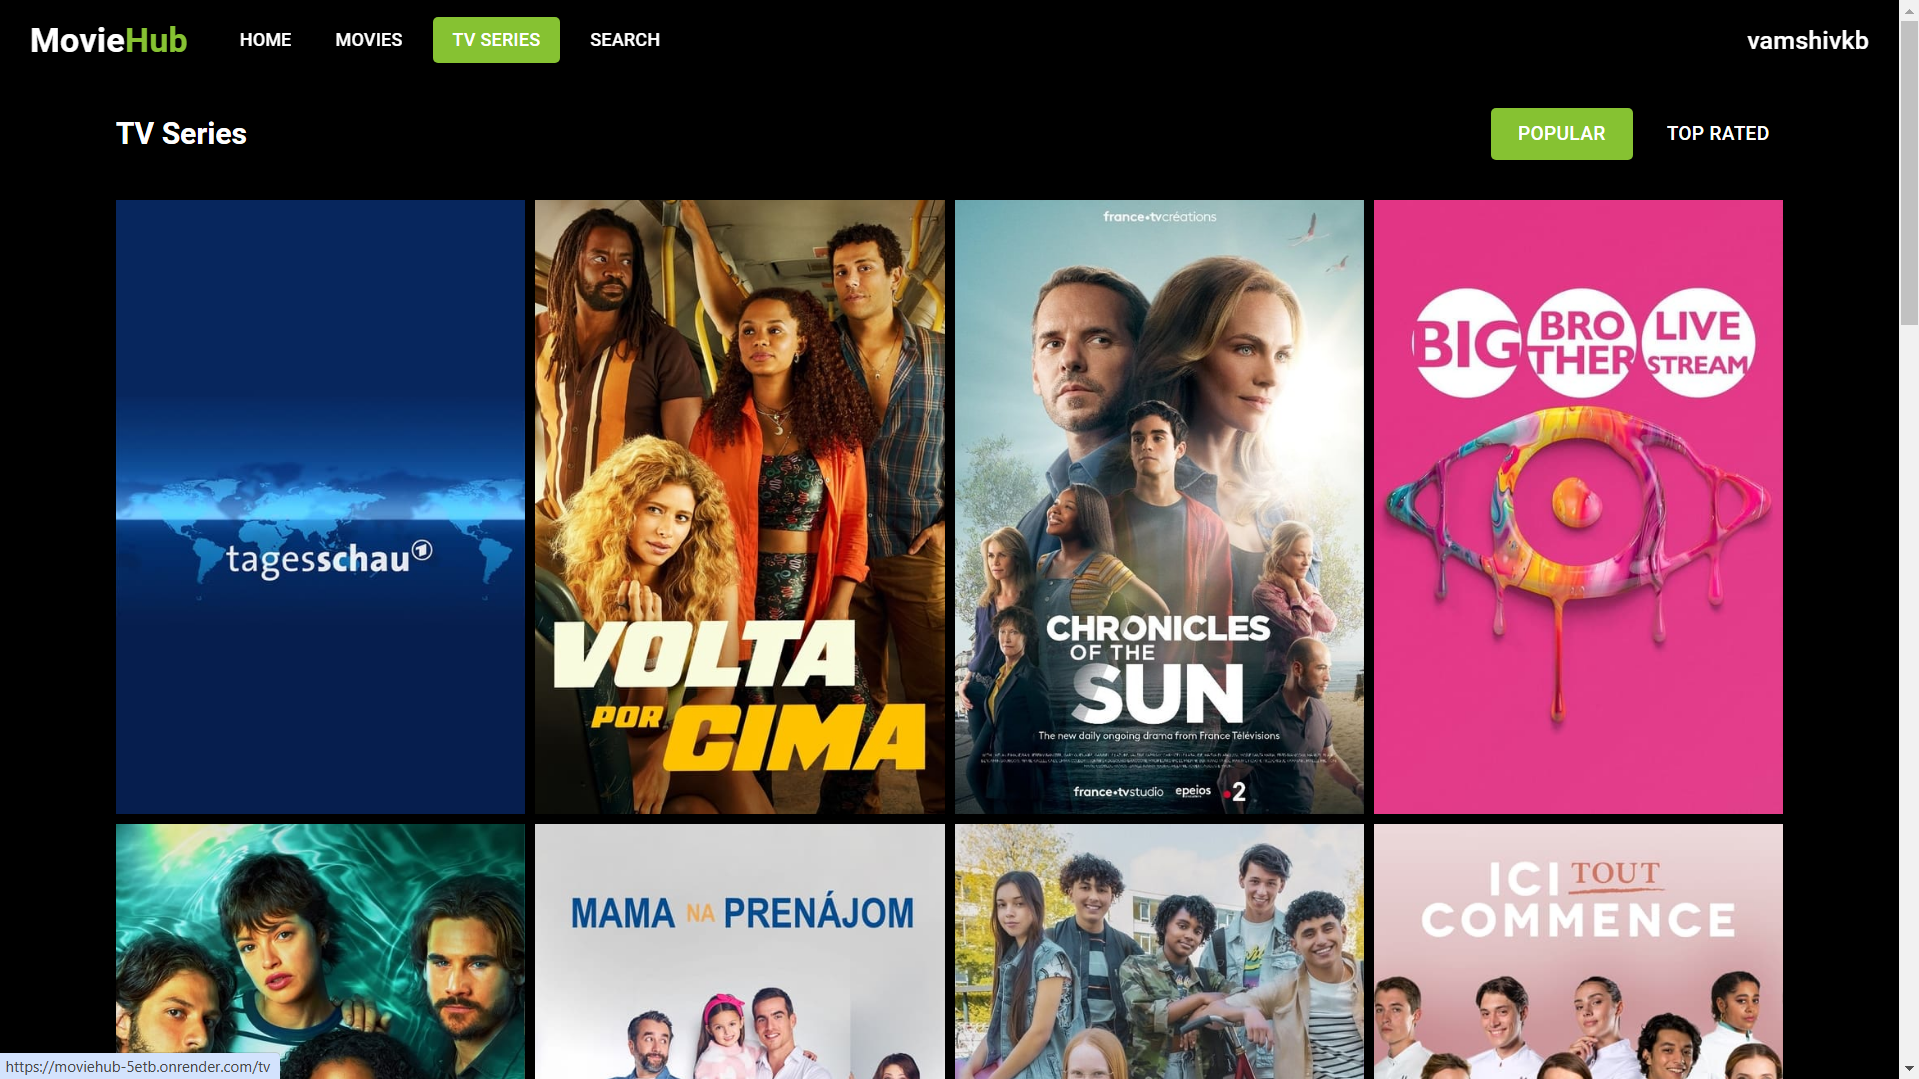 MovieHub
HOME
MOVIES
TV SERIES
SEARCH
vamshivkb
TV Series
POPULAR
TOP RATED
tagesschau
VOLTA
POR CIMA
france•tvcréations
CHRONICLES
OF THE
SUN
The new daily ongoing drama from France Télévisions
france•tvstudio epeios •2
BIG BRO THER LIVE STREAM
MAMA NA PRENÁJOM
ICI TOUT
COMMENCE
https://moviehub-5etb.onrender.com/tv